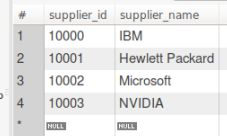 # supplier_id supplier_name
1 10000 IBM
2 10001 Hewlett Packard
3 10002 Microsoft
4 10003 NVIDIA
* NULL NULL